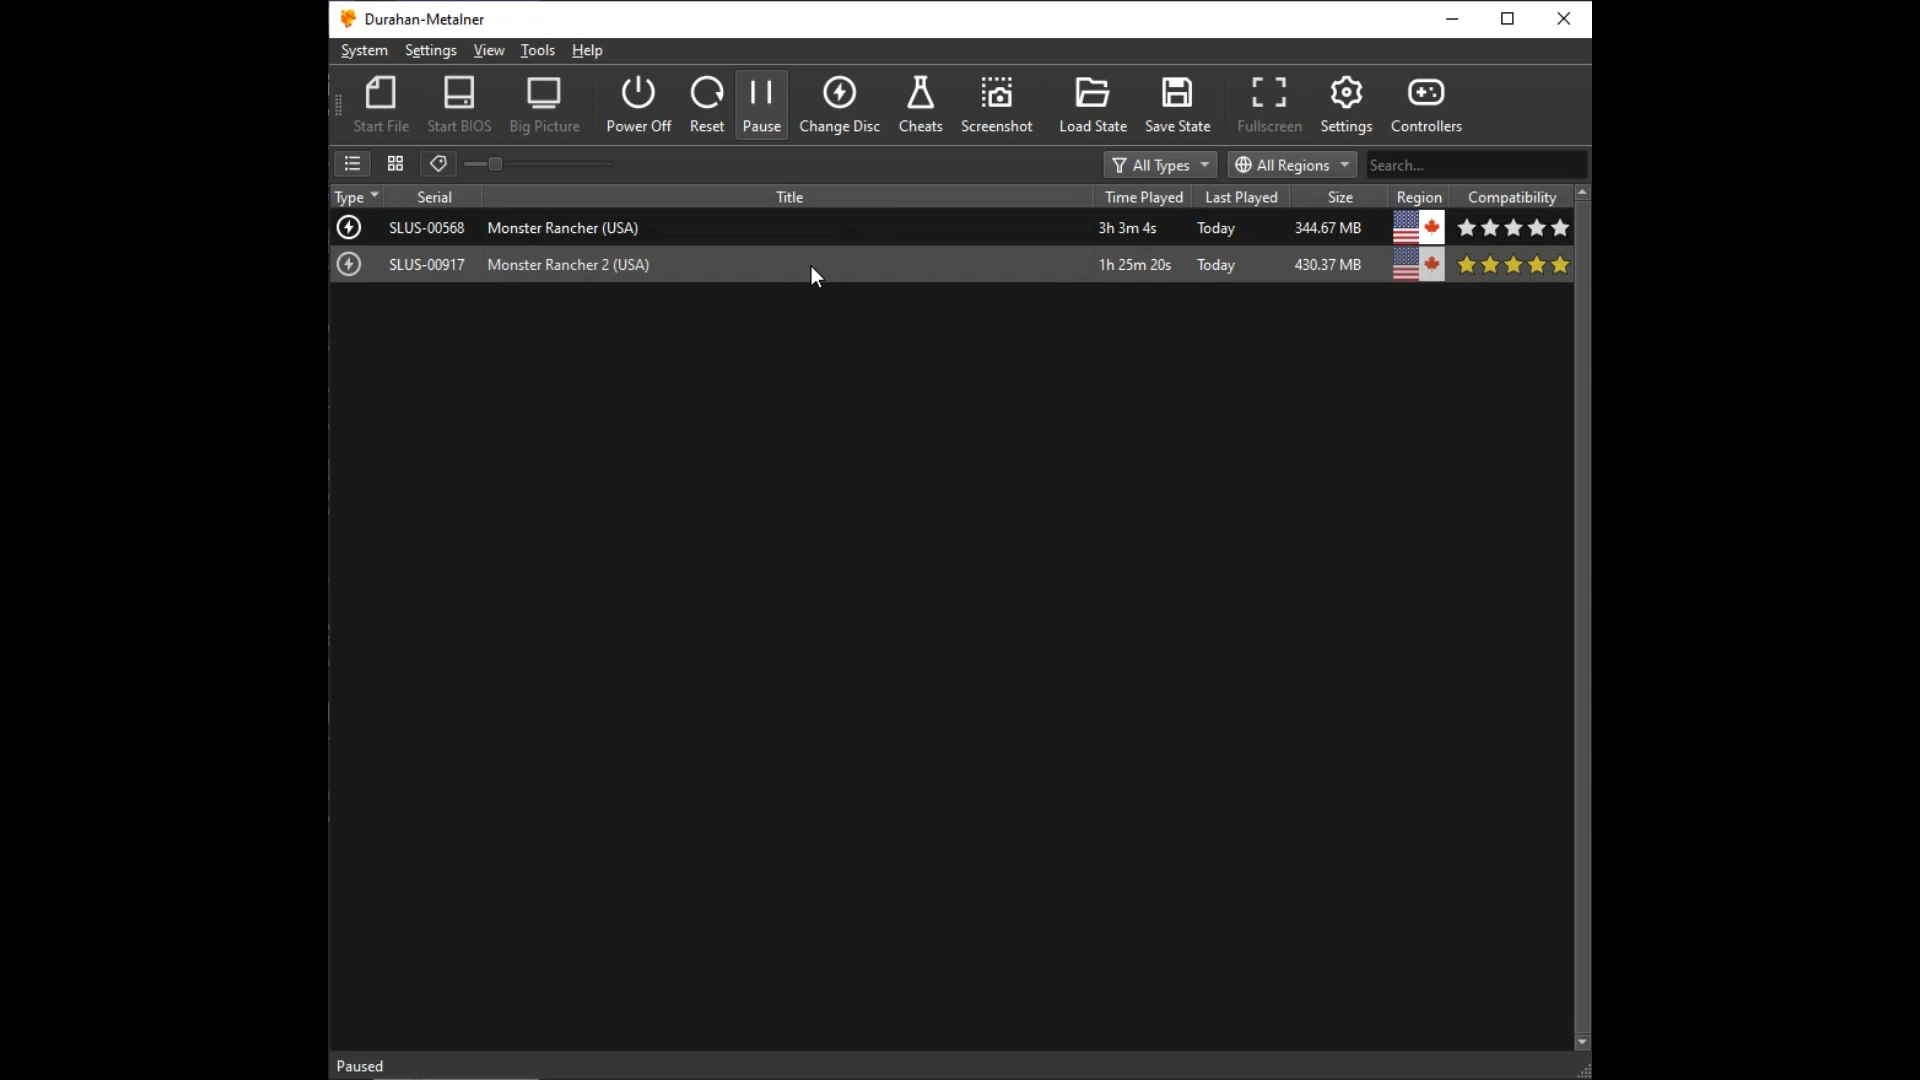 Durahan-Metalner
System Settings View Tools Help
Start File Start BIOS Big Picture Power Off Reset Pause Change Disc Cheats Screenshot Load State Save State Fullscreen Settings Controllers
All Types All Regions Search...
Type Serial Title Time Played Last Played Size Region Compatibility
SLUS-00568 Monster Rancher (USA) 3h 3m 4s Today 344.67 MB
SLUS-00917 Monster Rancher 2 (USA) 1h 25m 20s Today 430.37 MB
Paused